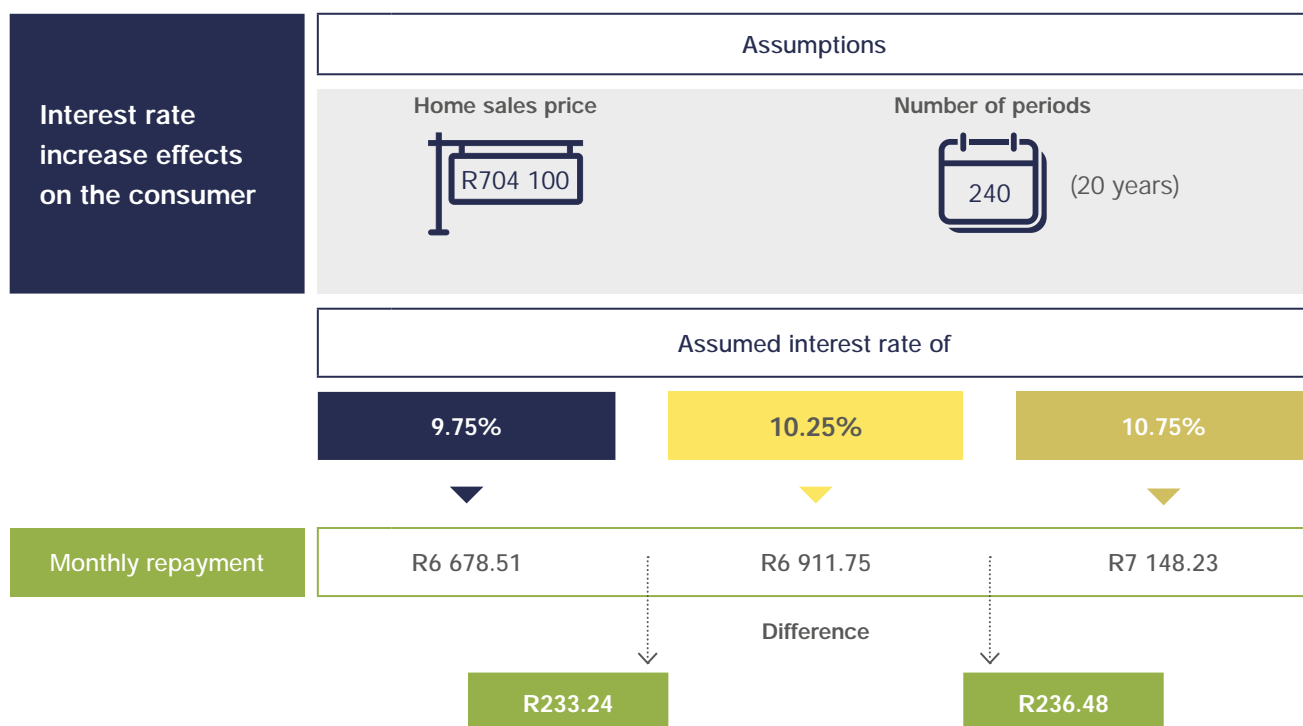 Interest rate
increase effects
on the consumer
Assumptions
Home sales price
R704 100
Number of periods
240
(20 years)
Assumed interest rate of
9.75%
10.25%
10.75%
Monthly repayment
R6 678.51
R6 911.75
R7 148.23
Difference
R233.24
R236.48